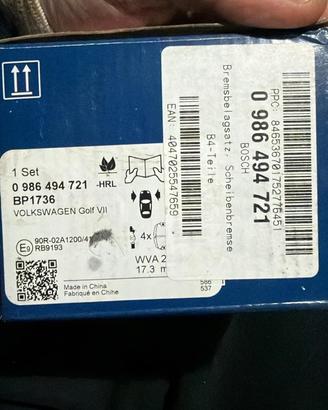 1 Set
0 986 494 721
-HRL
BP1736
VOLKSWAGEN Golf VII
E9
90R-02A1200/4
RB9193
4x
WVA 2
17.3 m
586
537
Made in China
Fabriqué en Chine
PPC: 8465367017527764
0 986 494 721
BOSCH
Bremsbelagsatz, Scheibenbremse
B4-Teile
EAN: 4047025547659